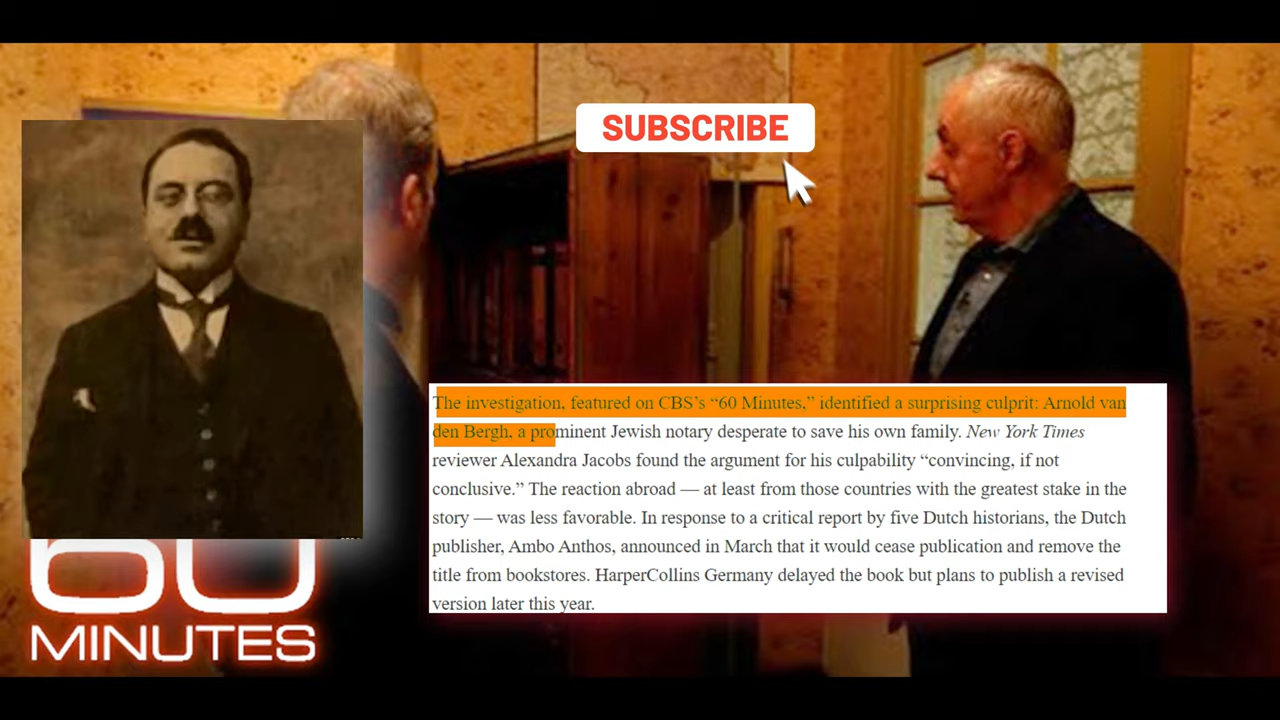 SUBSCRIBE
The investigation, featured on CBS’s “60 Minutes,” identified a surprising culprit: Arnold van
den Bergh, a prominent Jewish notary desperate to save his own family. New York Times
reviewer Alexandra Jacobs found the argument for his culpability “convincing, if not
conclusive.” The reaction abroad — at least from those countries with the greatest stake in the
story — was less favorable. In response to a critical report by five Dutch historians, the Dutch
publisher, Ambo Anthos, announced in March that it would cease publication and remove the
title from bookstores. HarperCollins Germany delayed the book but plans to publish a revised
version later this year.
60
MINUTES